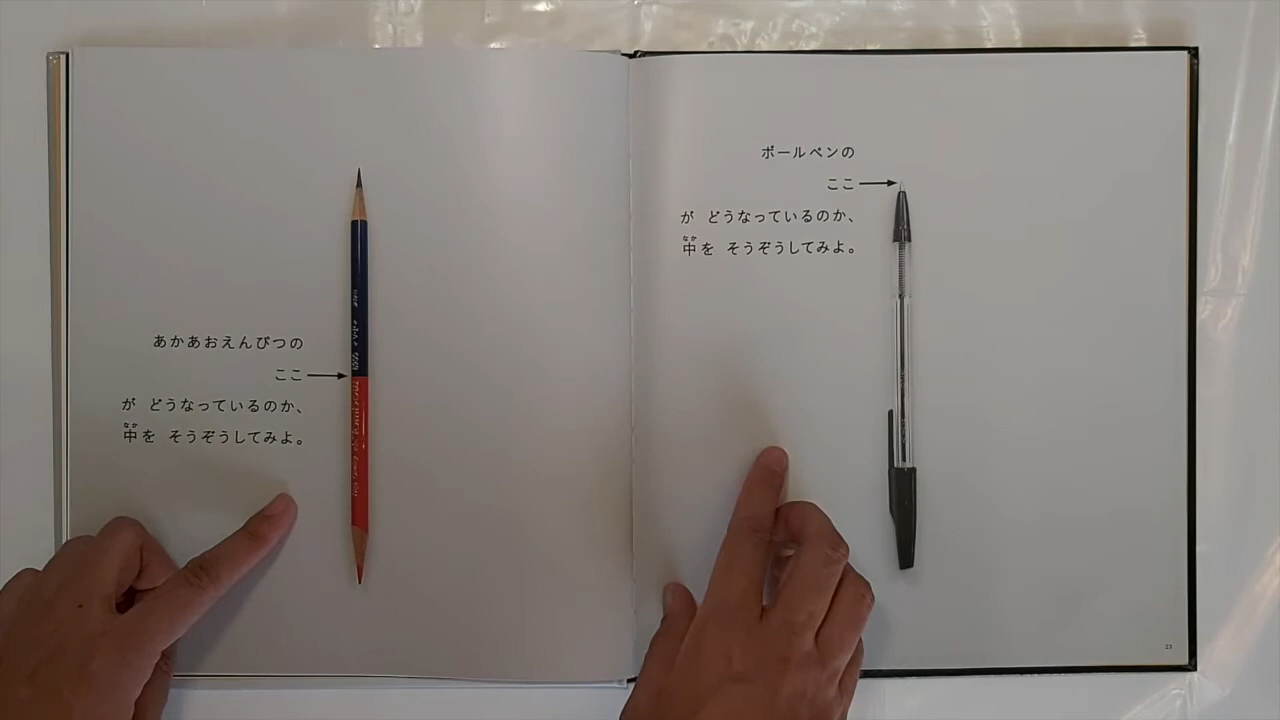 あかあおえんぴつの
ここ
が どうなっているのか、
中を そうぞうしてみよ。
ボールペンの
ここ
が どうなっているのか、
中を そうぞうしてみよ。
23